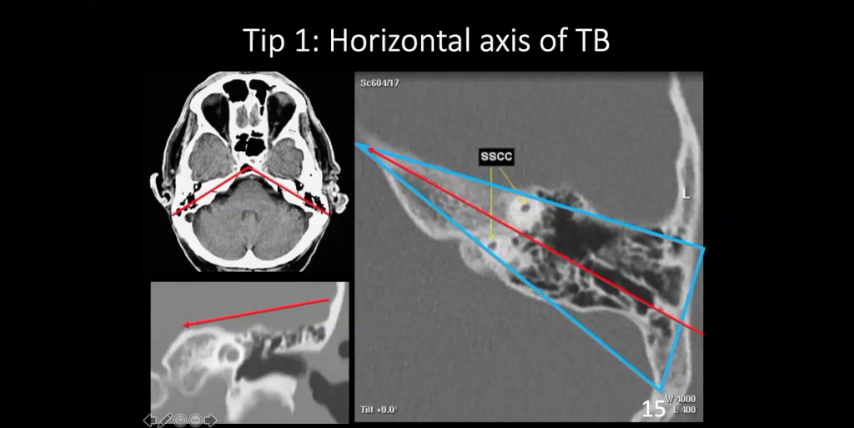 Tip 1: Horizontal axis of TB
Sc604/17
SSCC
L
Tilt +0.0°
W 4000
L 400
15